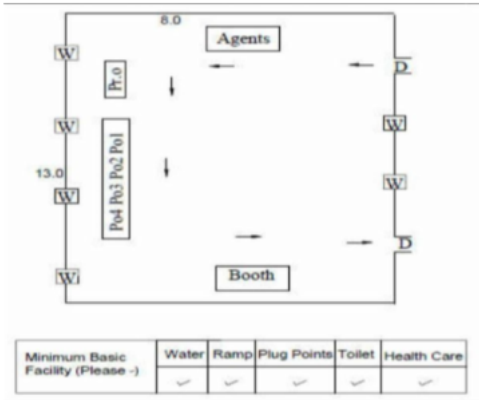 8.0
Agents
W
Pr.o
D
W
Po4 Po3 Po2 Po1
W
13.0
W
W
W
D
Booth
W
Minimum Basic Facility (Please -)
Water Ramp Plug Points Toilet Health Care